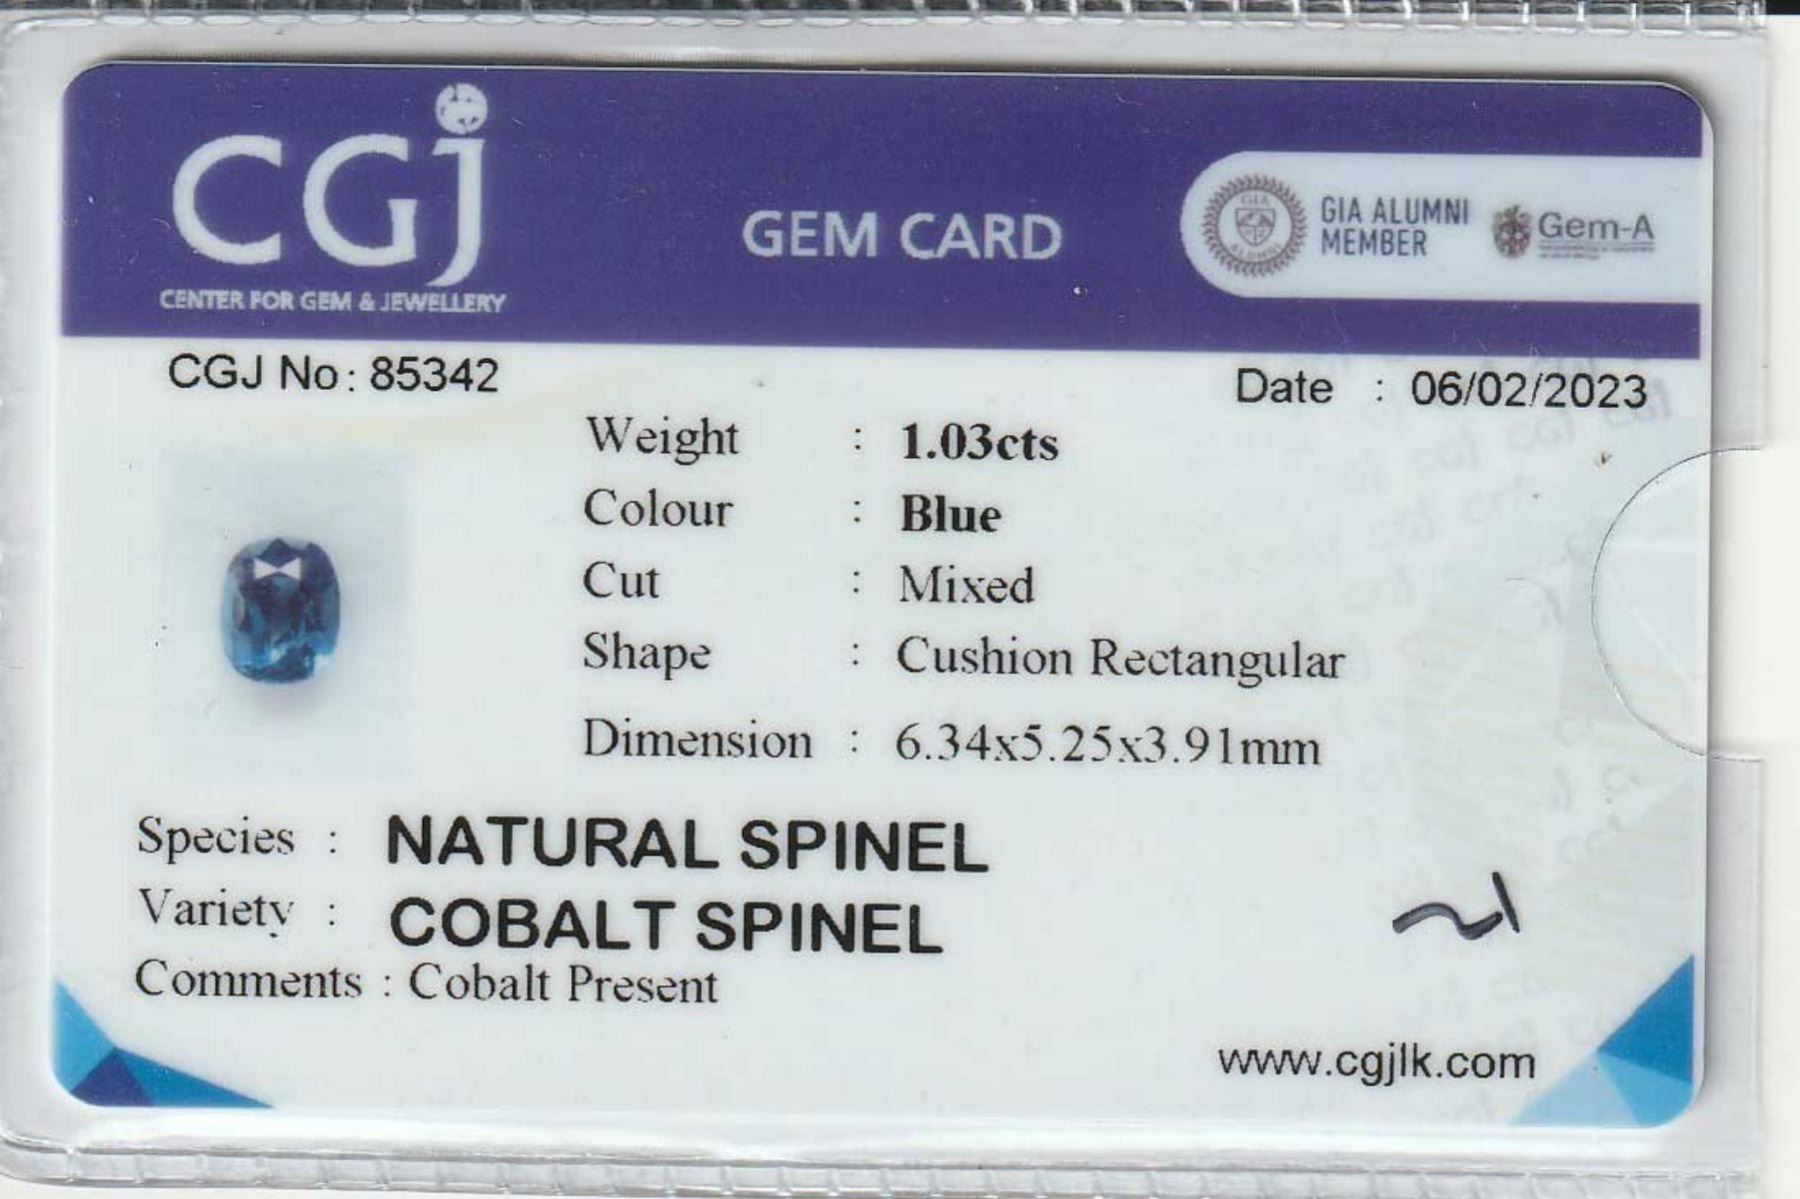 CGJ
CENTER FOR GEM & JEWELLERY
GEM CARD
GIA ALUMNI
MEMBER
Gem-A
CGJ No: 85342
Date : 06/02/2023
Weight : 1.03cts
Colour : Blue
Cut : Mixed
Shape : Cushion Rectangular
Dimension : 6.34x5.25x3.91mm
Species : NATURAL SPINEL
Variety : COBALT SPINEL
Comments : Cobalt Present
www.cgjlk.com